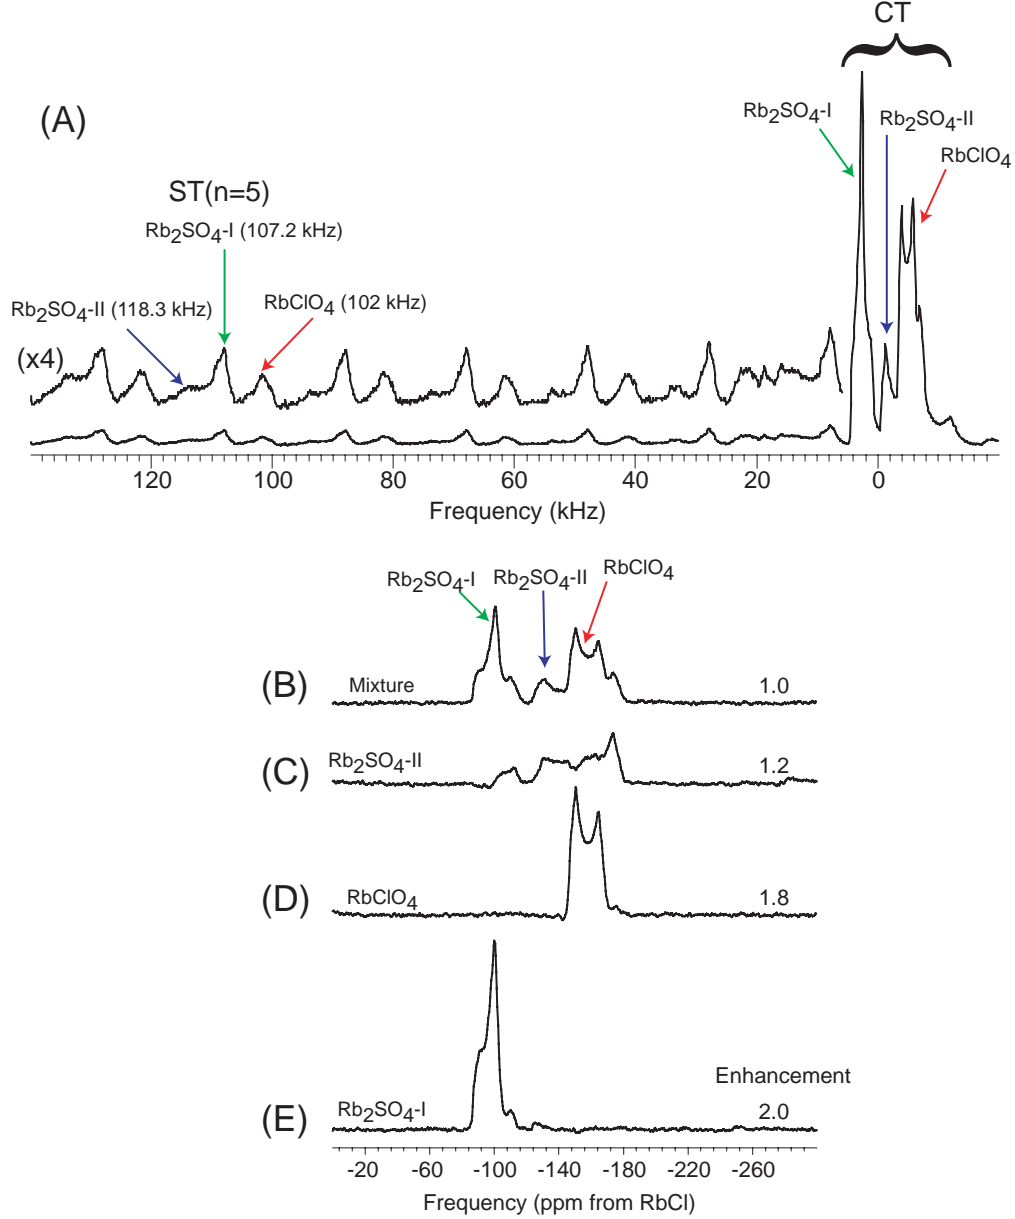 CT
(A)
Rb2SO4-I
Rb2SO4-II
RbClO4
ST(n=5)
Rb2SO4-I (107.2 kHz)
Rb2SO4-II (118.3 kHz)
RbClO4 (102 kHz)
(x4)
120 100 80 60 40 20 0
Frequency (kHz)
Rb2SO4-I
Rb2SO4-II
RbClO4
(B) Mixture 1.0
(C) Rb2SO4-II 1.2
(D) RbClO4 1.8
Enhancement
(E) Rb2SO4-I 2.0
-20 -60 -100 -140 -180 -220 -260
Frequency (ppm from RbCl)